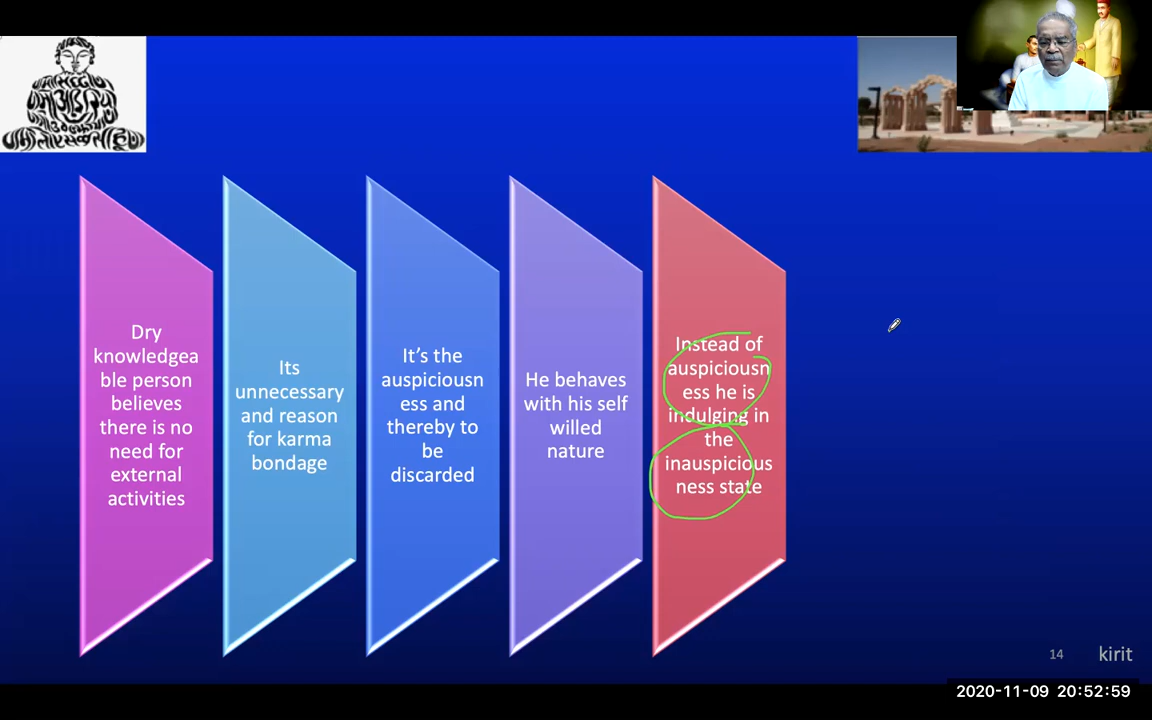 Dry
knowledgea
ble person
believes
there is no
need for
external
activities
Its
unnecessary
and reason
for karma
bondage
It’s the
auspiciousn
ess and
thereby to
be
discarded
He behaves
with his self
willed
nature
Instead of
auspiciousn
ess he is
indulging in
the
inauspicious
ness state
14
kirit
2020-11-09 20:52:59